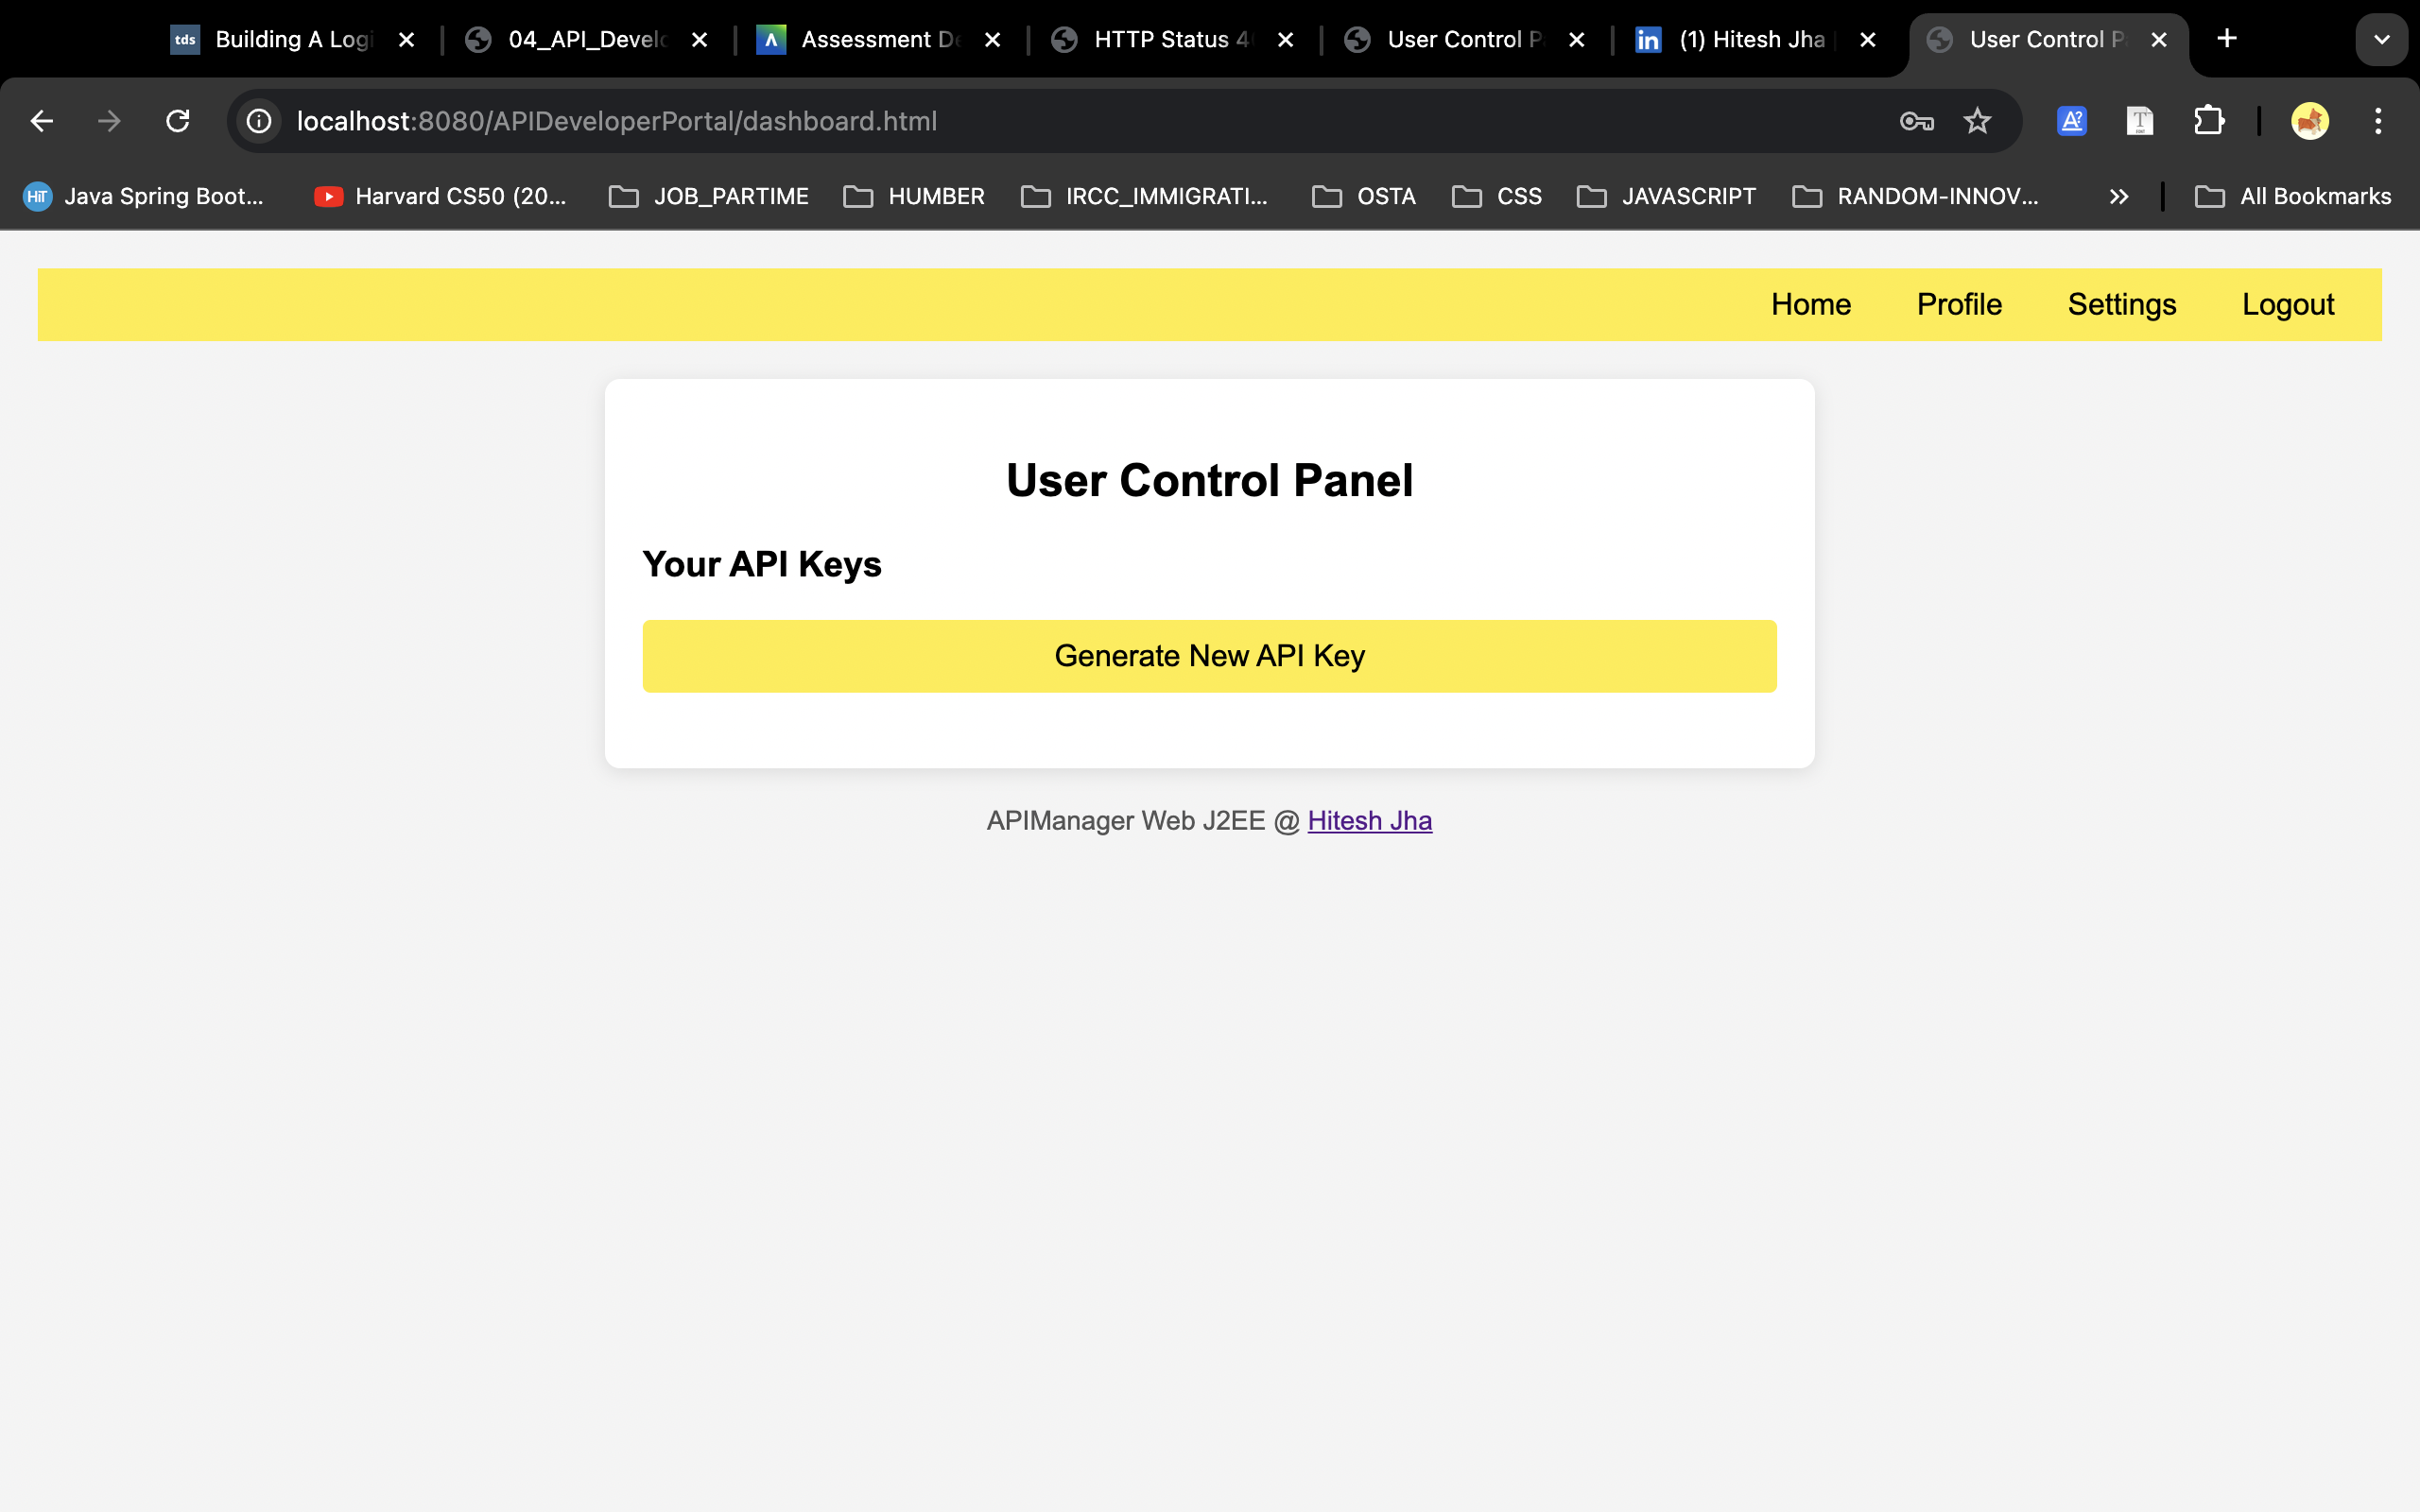 tds Building A Logi
04_API_Develo
Assessment De
HTTP Status 4
User Control P
in (1) Hitesh Jha
User Control P
localhost:8080/APIDeveloperPortal/dashboard.html
HiT Java Spring Boot...
Harvard CS50 (20...
JOB_PARTIME
HUMBER
IRCC_IMMIGRATI...
OSTA
CSS
JAVASCRIPT
RANDOM-INNOV...
All Bookmarks
Home Profile Settings Logout
User Control Panel
Your API Keys
Generate New API Key
APIManager Web J2EE @ Hitesh Jha